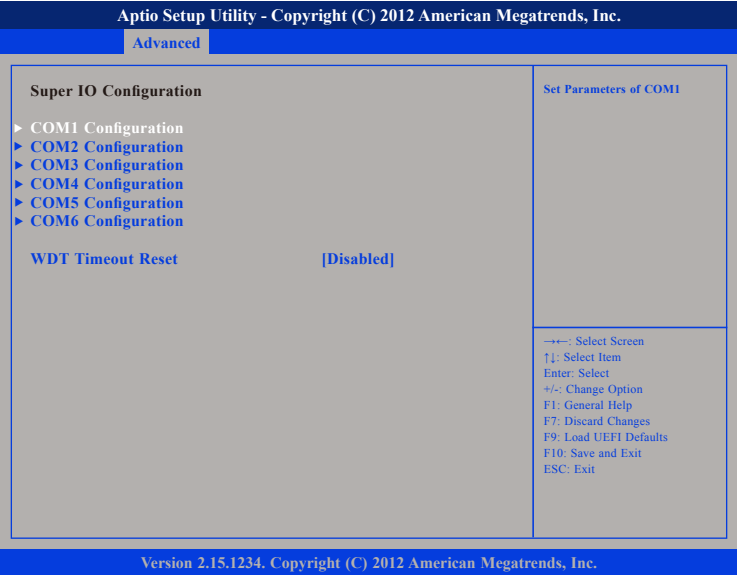 Aptio Setup Utility - Copyright (C) 2012 American Megatrends, Inc.
Advanced
Super IO Configuration
► COM1 Configuration
► COM2 Configuration
► COM3 Configuration
► COM4 Configuration
► COM5 Configuration
► COM6 Configuration
WDT Timeout Reset [Disabled]
Set Parameters of COM1
→←: Select Screen
↑↓: Select Item
Enter: Select
+/-: Change Option
F1: General Help
F7: Discard Changes
F9: Load UEFI Defaults
F10: Save and Exit
ESC: Exit
Version 2.15.1234. Copyright (C) 2012 American Megatrends, Inc.